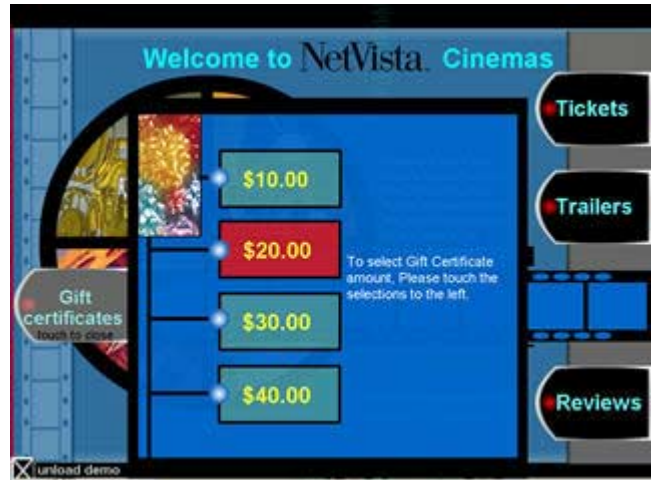 Welcome to NetVista. Cinemas
Tickets
$10.00
Trailers
$20.00
To select Gift Certificate
amount, Please touch the
selections to the left.
Gift
certificates
touch to close
$30.00
$40.00
Reviews
unload demo